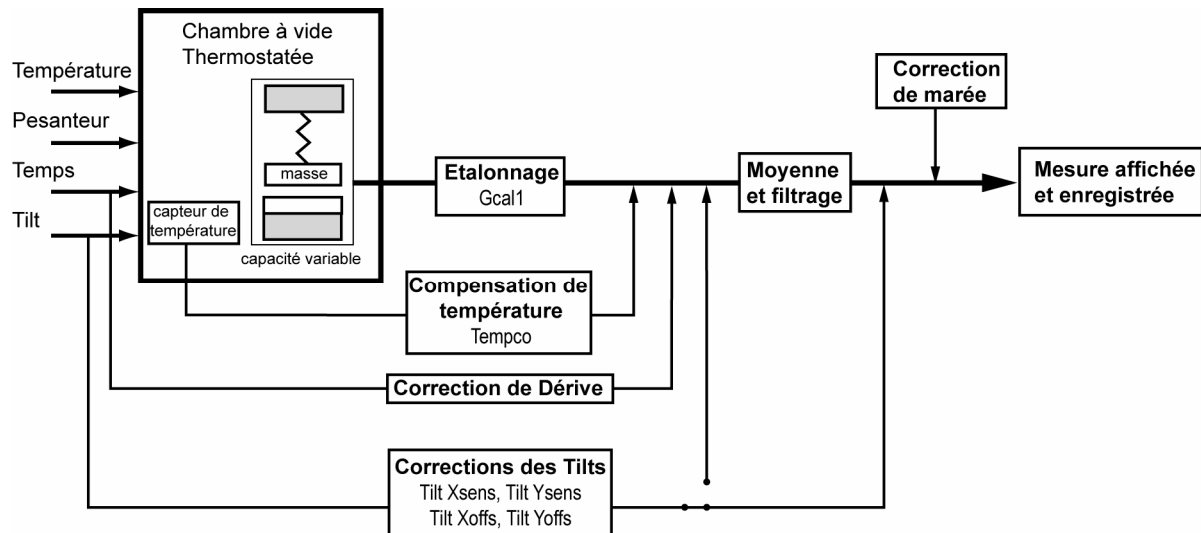 Chambre à vide
Thermostatée
Température
Pesanteur
Temps
Tilt
masse
capteur de
température
capacité variable
Etalonnage
Gcal1
Moyenne
et filtrage
Correction
de marée
Mesure affichée
et enregistrée
Compensation de
température
Tempco
Correction de Dérive
Corrections des Tilts
Tilt Xsens, Tilt Ysens
Tilt Xoffs, Tilt Yoffs